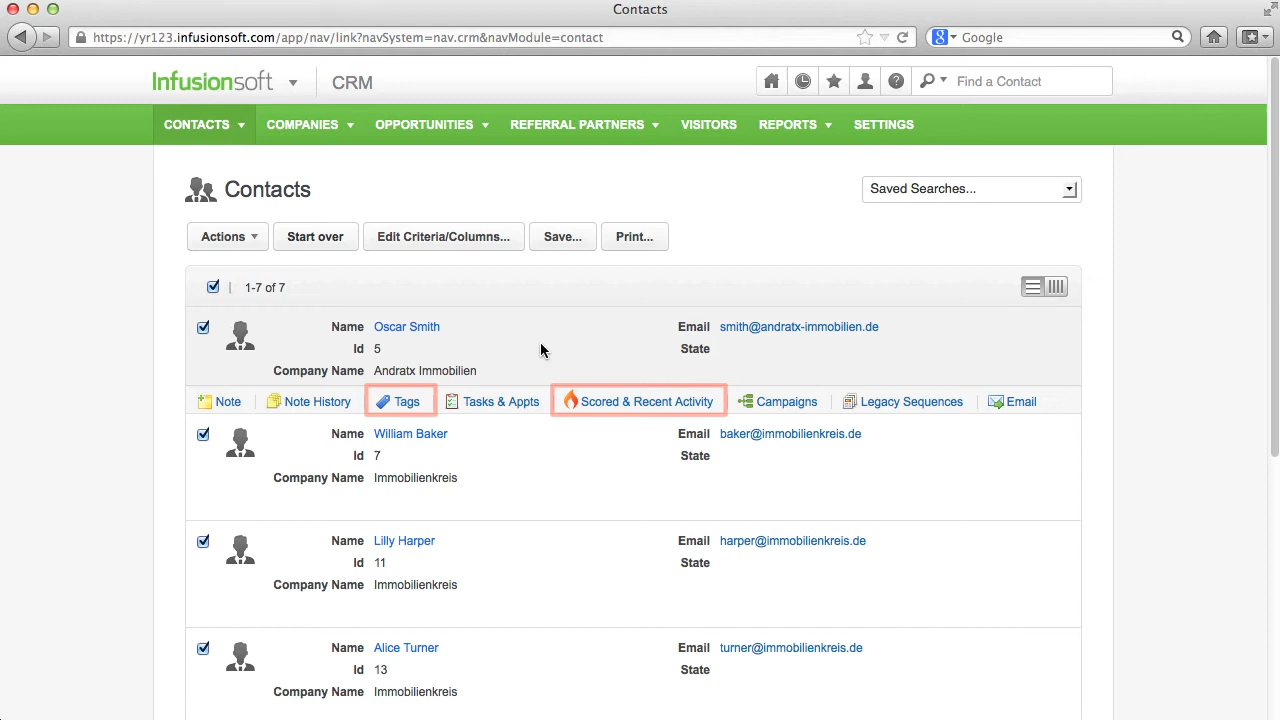 Contacts
https://yr123.infusionsoft.com/app/nav/link?navSystem=nav.crm&navModule=contact
Google
Infusionsoft CRM
Find a Contact
CONTACTS COMPANIES OPPORTUNITIES REFERRAL PARTNERS VISITORS REPORTS SETTINGS
Contacts
Saved Searches...
Actions Start over Edit Criteria/Columns... Save... Print...
1-7 of 7
Name Oscar Smith Email smith@andratx-immobilien.de
Id 5 State
Company Name Andratx Immobilien
Note Note History Tags Tasks & Appts Scored & Recent Activity Campaigns Legacy Sequences Email
Name William Baker Email baker@immobilienkreis.de
Id 7 State
Company Name Immobilienkreis
Name Lilly Harper Email harper@immobilienkreis.de
Id 11 State
Company Name Immobilienkreis
Name Alice Turner Email turner@immobilienkreis.de
Id 13 State
Company Name Immobilienkreis